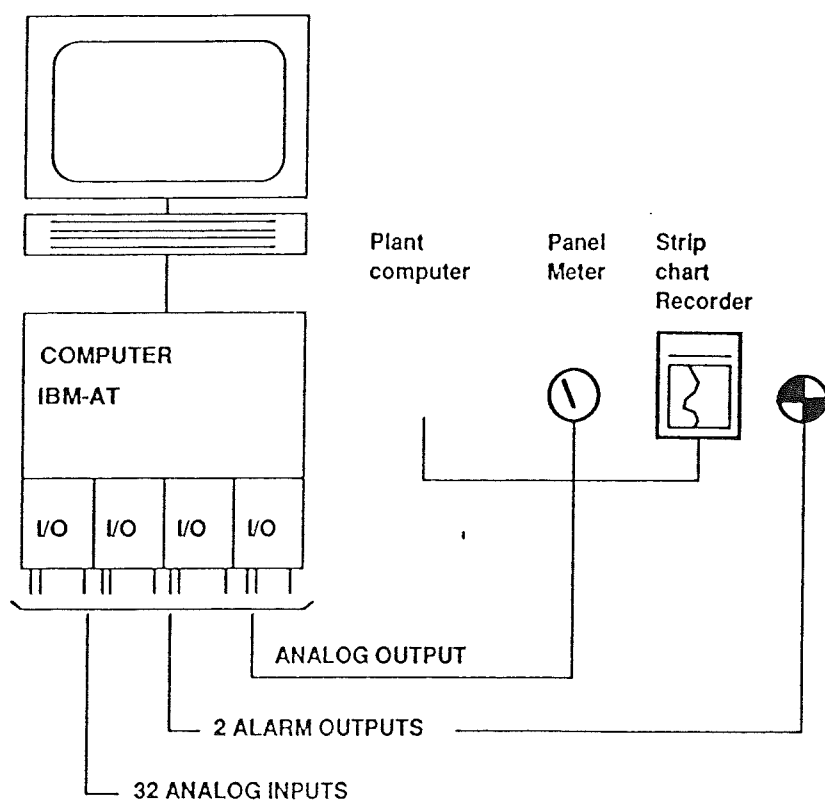 Plant
computer
Panel
Meter
Strip
chart
Recorder
COMPUTER
IBM-AT
I/O I/O I/O I/O
ANALOG OUTPUT
2 ALARM OUTPUTS
32 ANALOG INPUTS